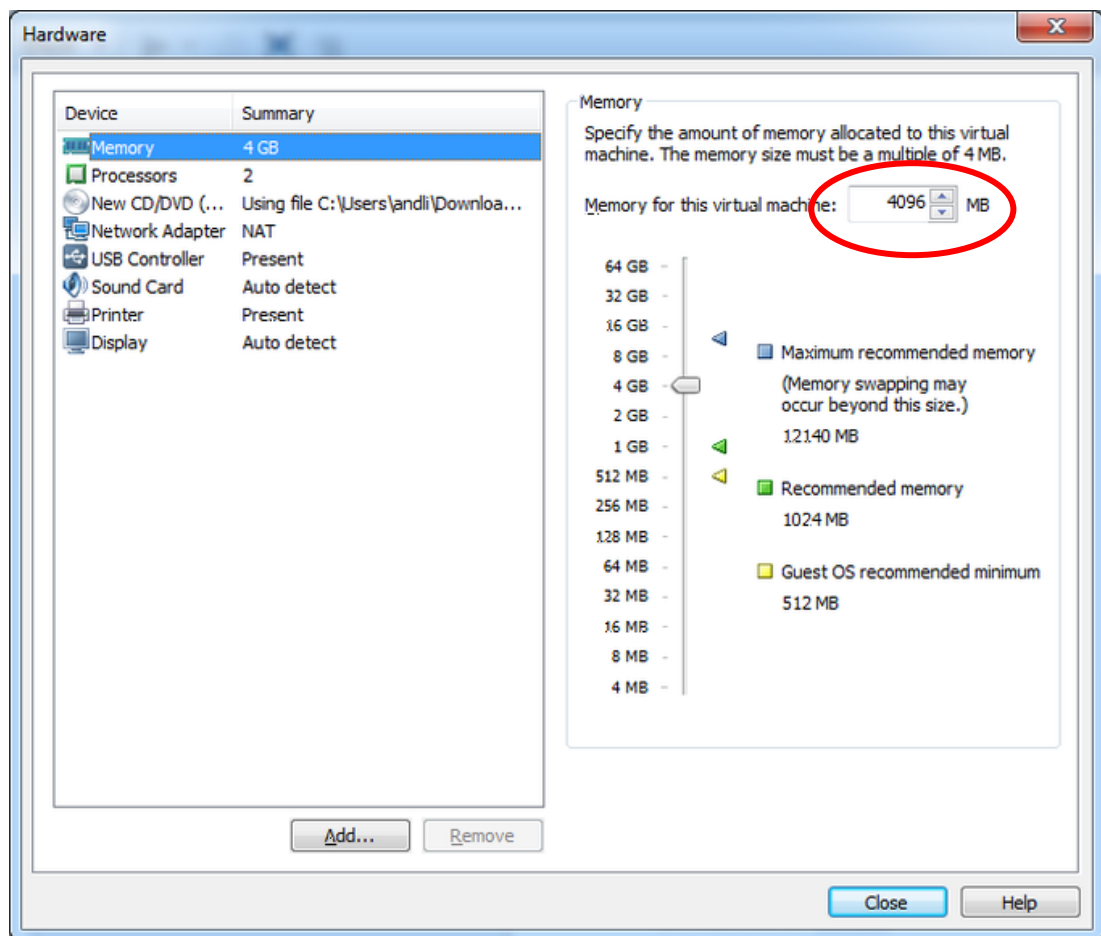 Hardware
Device Summary
Memory 4 GB
Processors 2
New CD/DVD (... Using file C:\Users\andli\Downloa...
Network Adapter NAT
USB Controller Present
Sound Card Auto detect
Printer Present
Display Auto detect
Add... Remove
Memory
Specify the amount of memory allocated to this virtual
machine. The memory size must be a multiple of 4 MB.
Memory for this virtual machine: 4096 MB
64 GB
32 GB
16 GB
8 GB
4 GB
2 GB
1 GB
512 MB
256 MB
128 MB
64 MB
32 MB
16 MB
8 MB
4 MB
Maximum recommended memory
(Memory swapping may
occur beyond this size.)
12140 MB
Recommended memory
1024 MB
Guest OS recommended minimum
512 MB
Close Help